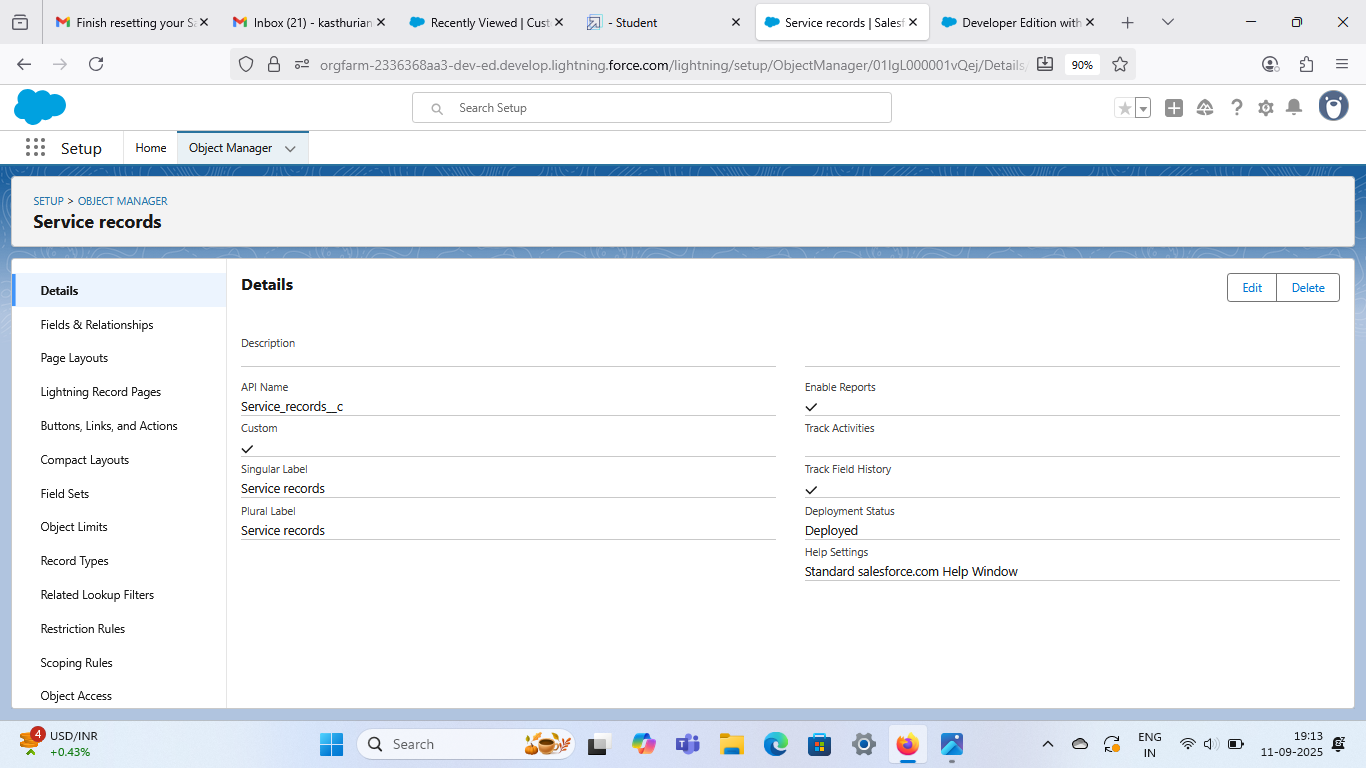 Finish resetting your Sa
Inbox (21) - kasthurian
Recently Viewed | Cust
- Student
Service records | Salesf
Developer Edition with
orgfarm-2336368aa3-dev-ed.develop.lightning.force.com/lightning/setup/ObjectManager/01IgL000001vQej/Details/
90%
Search Setup
Setup
Home
Object Manager
SETUP > OBJECT MANAGER
Service records
Details
Fields & Relationships
Page Layouts
Lightning Record Pages
Buttons, Links, and Actions
Compact Layouts
Field Sets
Object Limits
Record Types
Related Lookup Filters
Restriction Rules
Scoping Rules
Object Access
Details
Edit
Delete
Description
API Name
Service_records__c
Custom
Singular Label
Service records
Plural Label
Service records
Enable Reports
Track Activities
Track Field History
Deployment Status
Deployed
Help Settings
Standard salesforce.com Help Window
4
USD/INR
+0.43%
Search
ENG
IN
19:13
11-09-2025